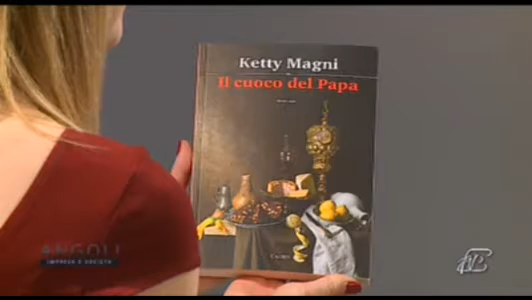 Ketty Magni
Il cuoco del Papa
ANGOLI
IMPRESE E SOCIETÀ